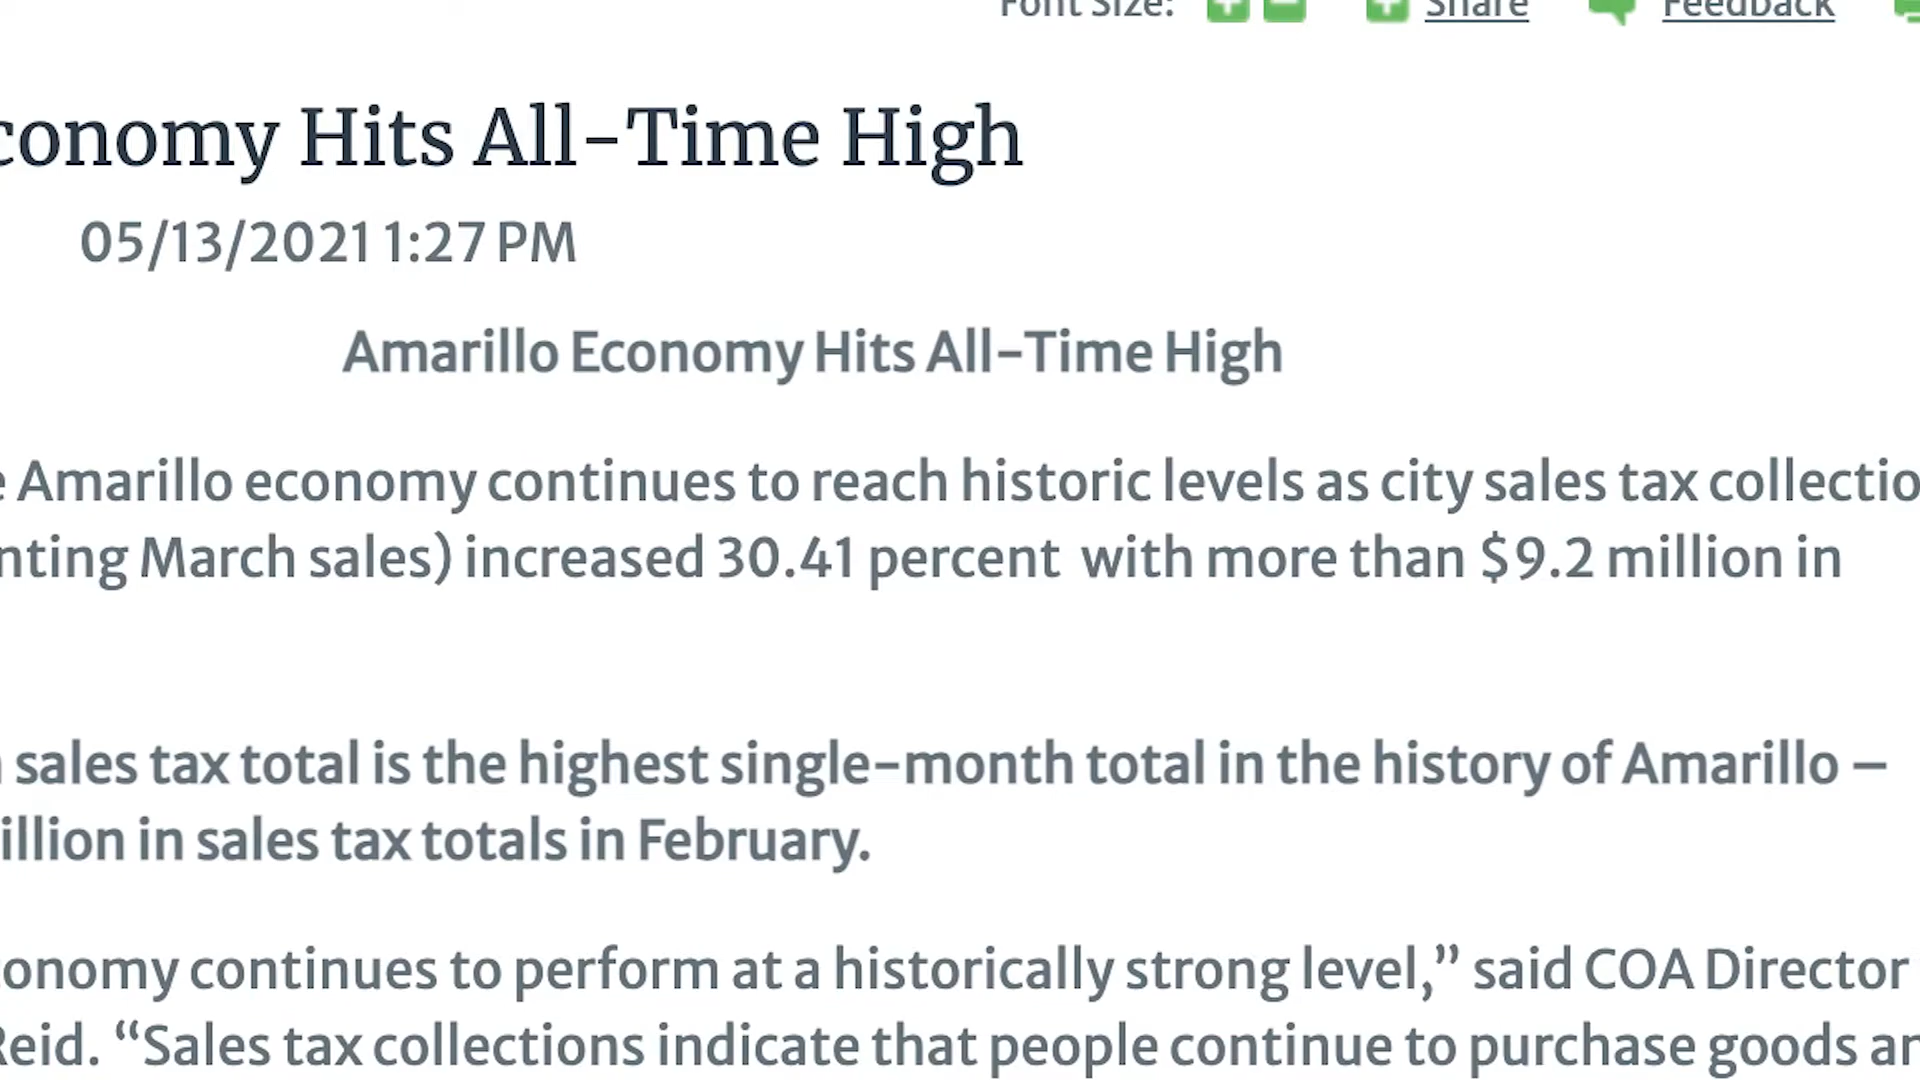 Font Size: Share Feedback
conomy Hits All-Time High
05/13/2021 1:27 PM
Amarillo Economy Hits All-Time High
Amarillo economy continues to reach historic levels as city sales tax collectio
nting March sales) increased 30.41 percent with more than $9.2 million in
sales tax total is the highest single-month total in the history of Amarillo –
illion in sales tax totals in February.
onomy continues to perform at a historically strong level,” said COA Director
Reid. “Sales tax collections indicate that people continue to purchase goods an